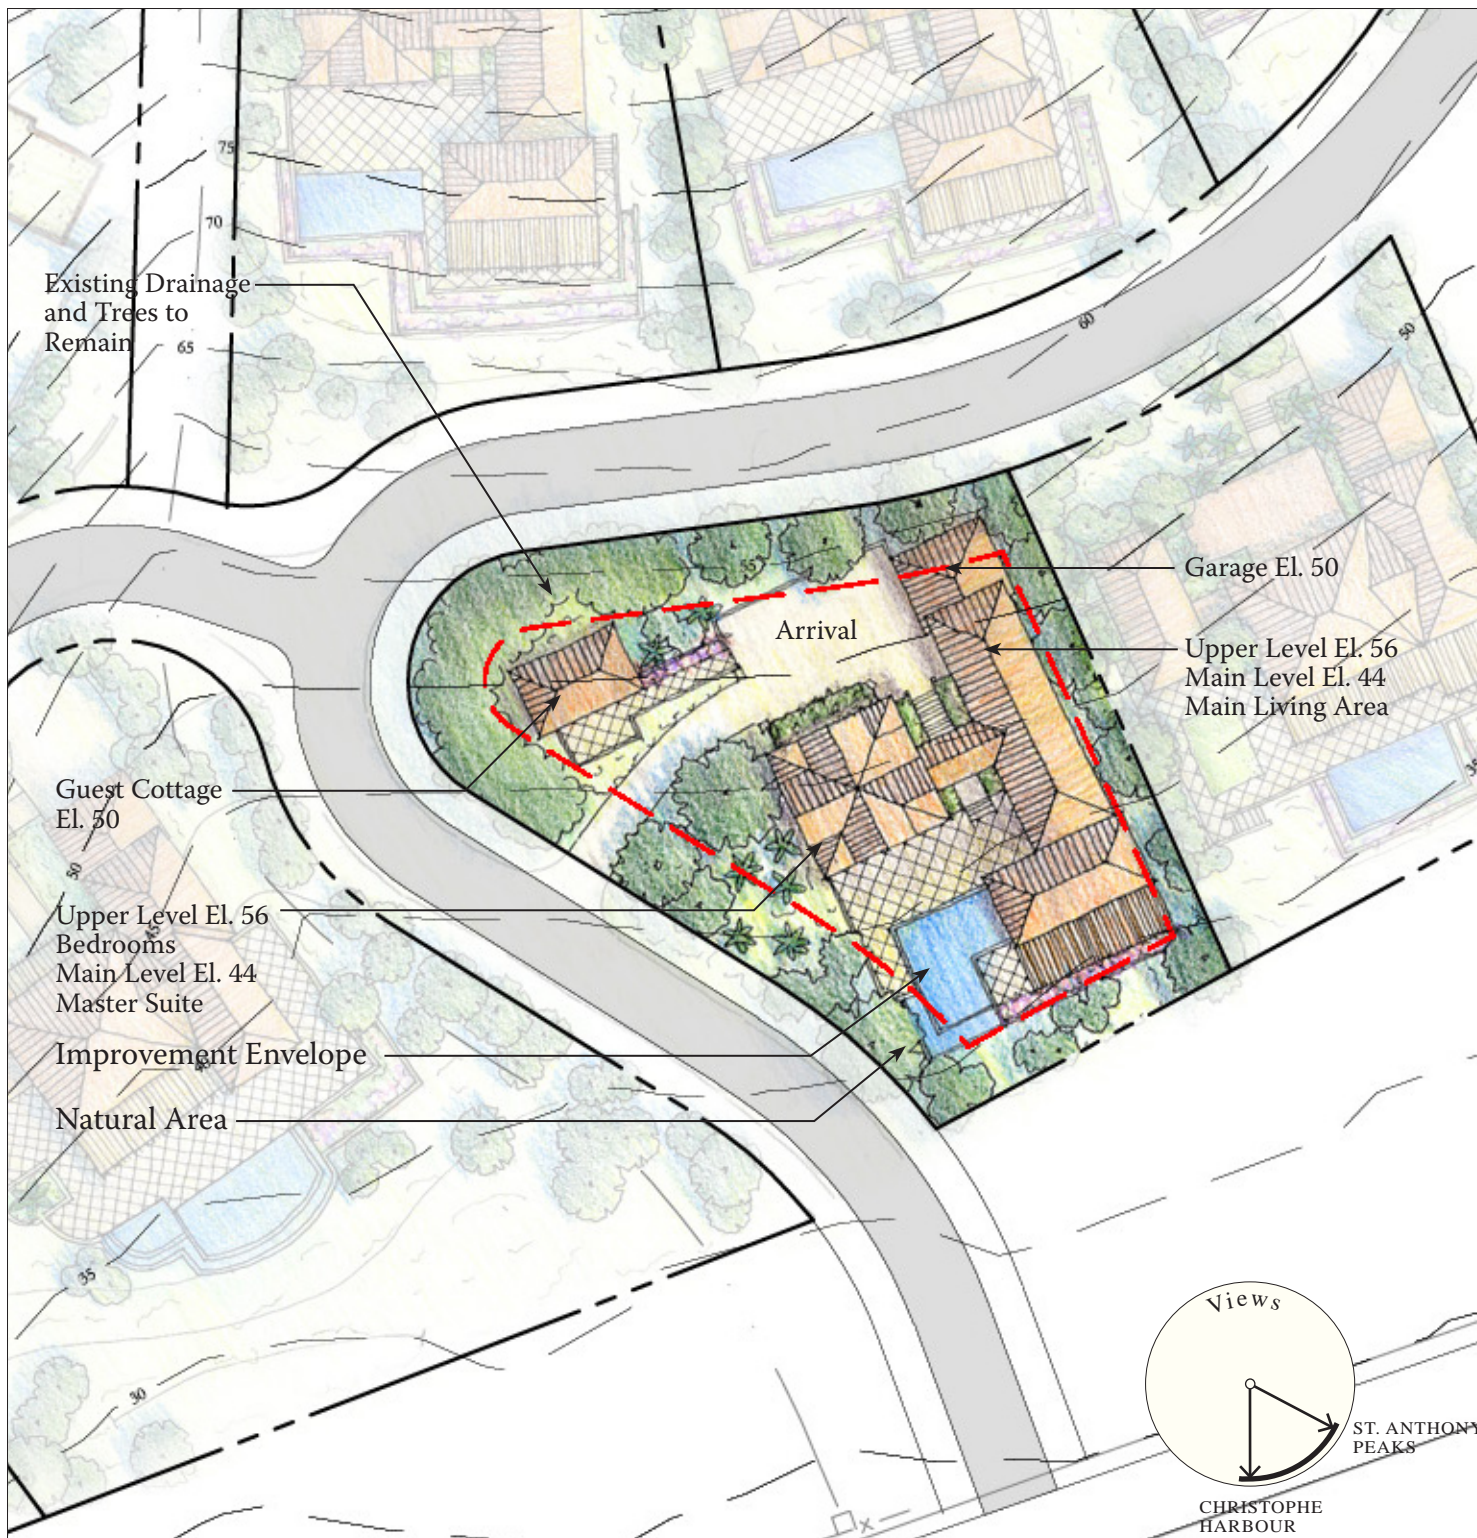 75
70
Existing Drainage
and Trees to
Remain
65
60
50
55
Garage El. 50
Arrival
Upper Level El. 56
Main Level El. 44
Main Living Area
35
Guest Cottage
El. 50
50
45
Upper Level El. 56
Bedrooms
Main Level El. 44
Master Suite
Improvement Envelope
40
Natural Area
35
30
Views
ST. ANTHONY
PEAKS
CHRISTOPHE
HARBOUR
x